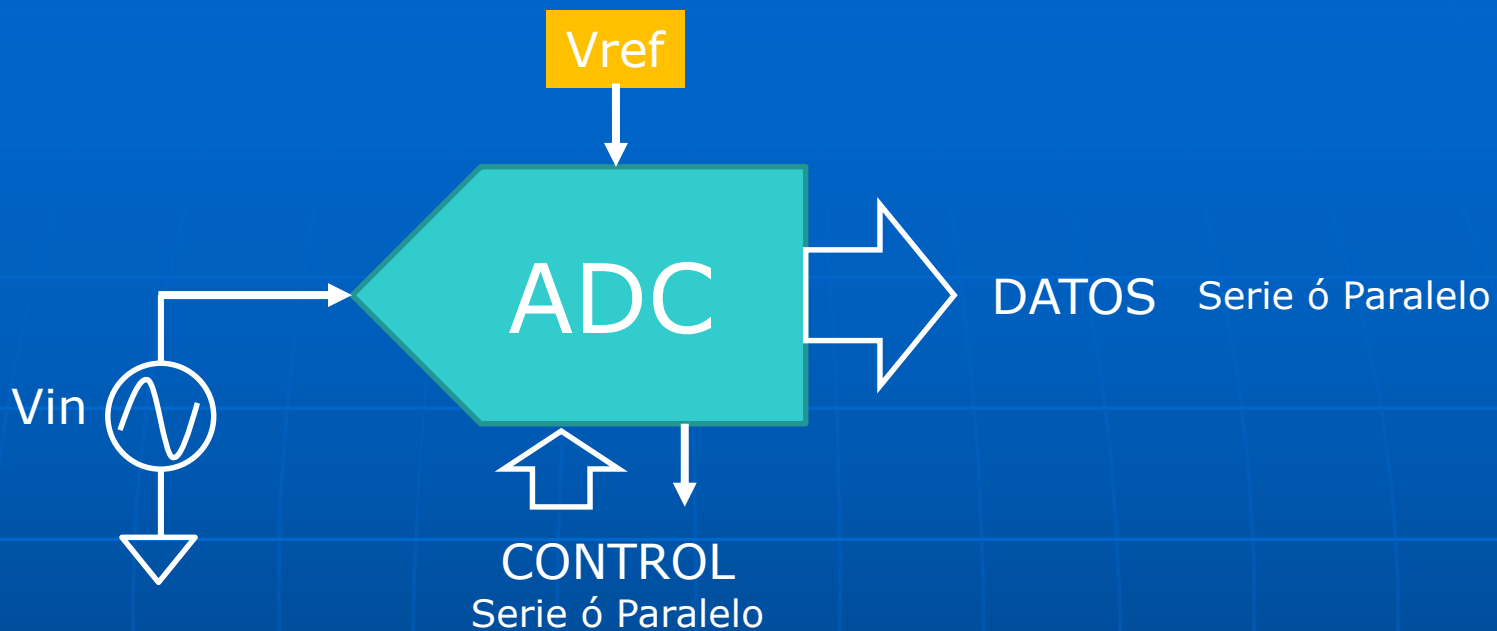 Vref
ADC
DATOS Serie ó Paralelo
Vin
CONTROL
Serie ó Paralelo